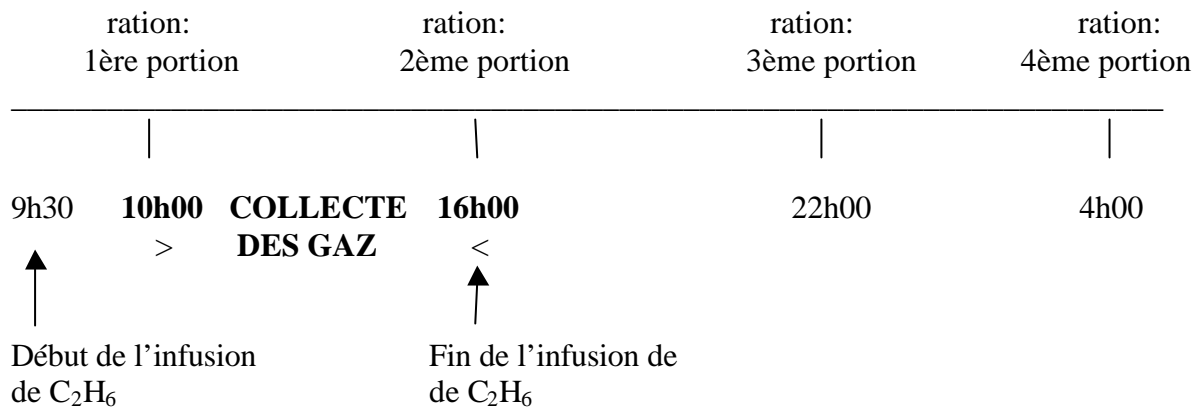 ration: ration: ration: ration:
1ère portion 2ème portion 3ème portion 4ème portion
9h30 10h00 COLLECTE 16h00 22h00 4h00
> DES GAZ <
Début de l'infusion Fin de l'infusion de
de C₂H₆ de C₂H₆